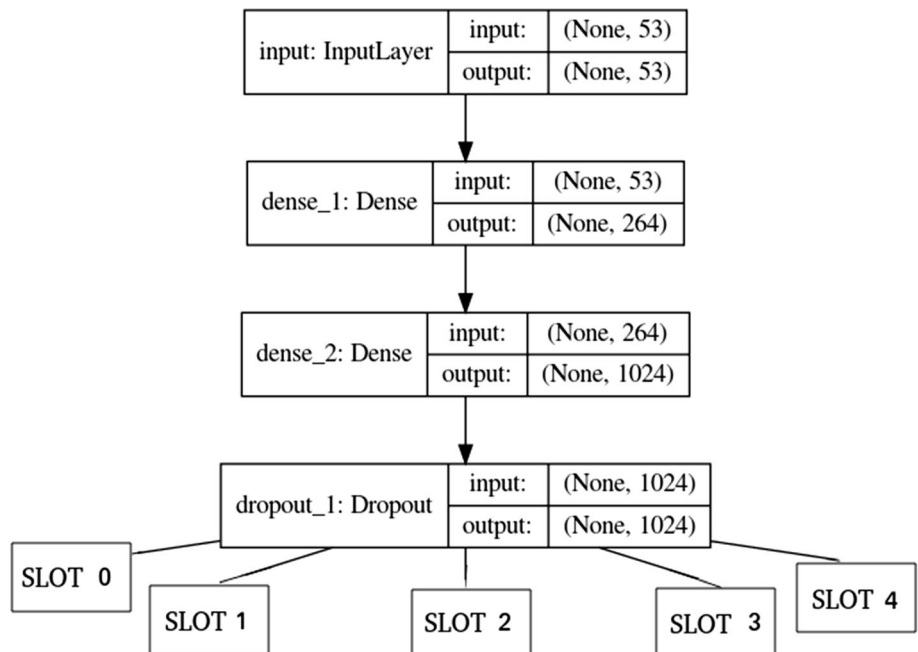 input: InputLayer
input: (None, 53)
output: (None, 53)
dense_1: Dense
input: (None, 53)
output: (None, 264)
dense_2: Dense
input: (None, 264)
output: (None, 1024)
dropout_1: Dropout
input: (None, 1024)
output: (None, 1024)
SLOT 0
SLOT 1
SLOT 2
SLOT 3
SLOT 4